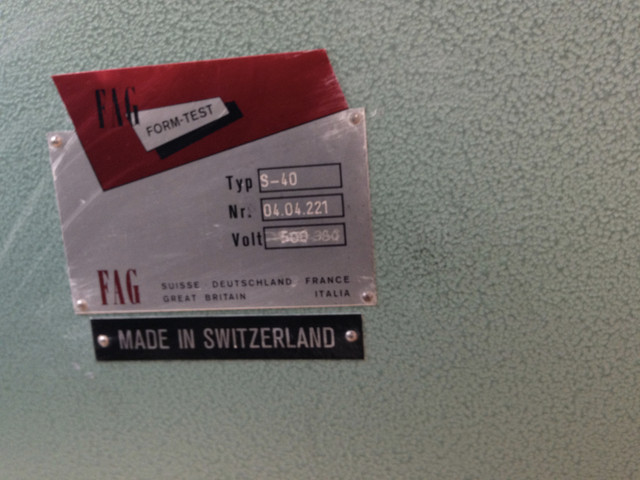 FAG
FORM-TEST
Typ S-40
Nr. 04.04.221
Volt 500 380
FAG SUISSE DEUTSCHLAND FRANCE
GREAT BRITAIN ITALIA
MADE IN SWITZERLAND